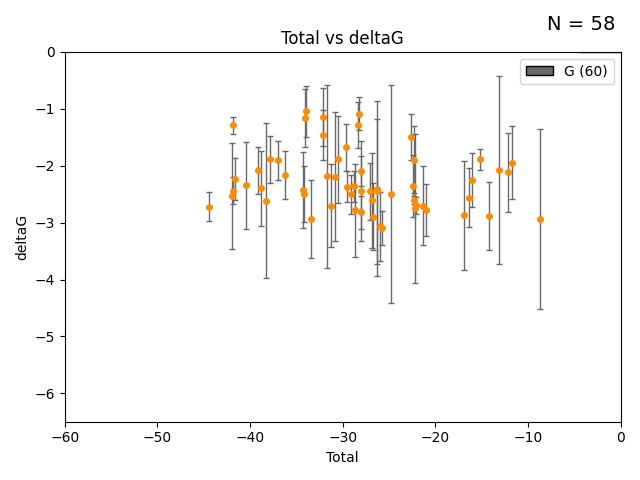 N = 58
Total vs deltaG
G (60)
deltaG
0
−1
−2
−3
−4
−5
−6
−60
−50
−40
−30
−20
−10
0
Total